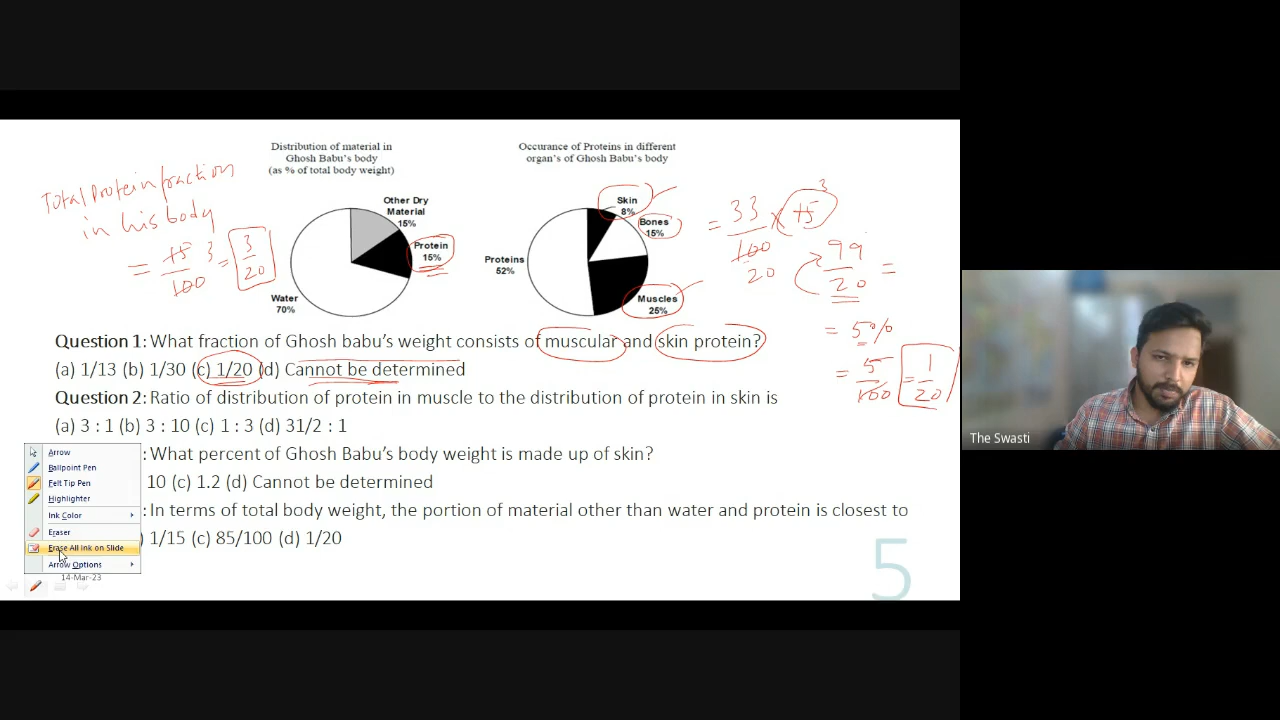 Distribution of material in
Ghosh Babu's body
(as % of total body weight)
Occurance of Proteins in different
organ's of Ghosh Babu's body
Total Protein fraction
in his body
= 15/100 3 = 3/20
Other Dry
Material
15%
Protein
15%
Water
70%
Skin
8%
Bones
15%
Proteins
52%
Muscles
25%
= 33/100 × 15 3
20
99/20 =
= 5%
= 5/100 = 1/20
Question 1: What fraction of Ghosh babu's weight consists of muscular and skin protein?
(a) 1/13 (b) 1/30 (c) 1/20 (d) Cannot be determined
Question 2: Ratio of distribution of protein in muscle to the distribution of protein in skin is
(a) 3 : 1 (b) 3 : 10 (c) 1 : 3 (d) 31/2 : 1
: What percent of Ghosh Babu's body weight is made up of skin?
10 (c) 1.2 (d) Cannot be determined
: In terms of total body weight, the portion of material other than water and protein is closest to
) 1/15 (c) 85/100 (d) 1/20
Arrow
Ballpoint Pen
Felt Tip Pen
Highlighter
Ink Color
Eraser
Erase All Ink on Slide
Arrow Options
14-Mar-23
5
The Swasti